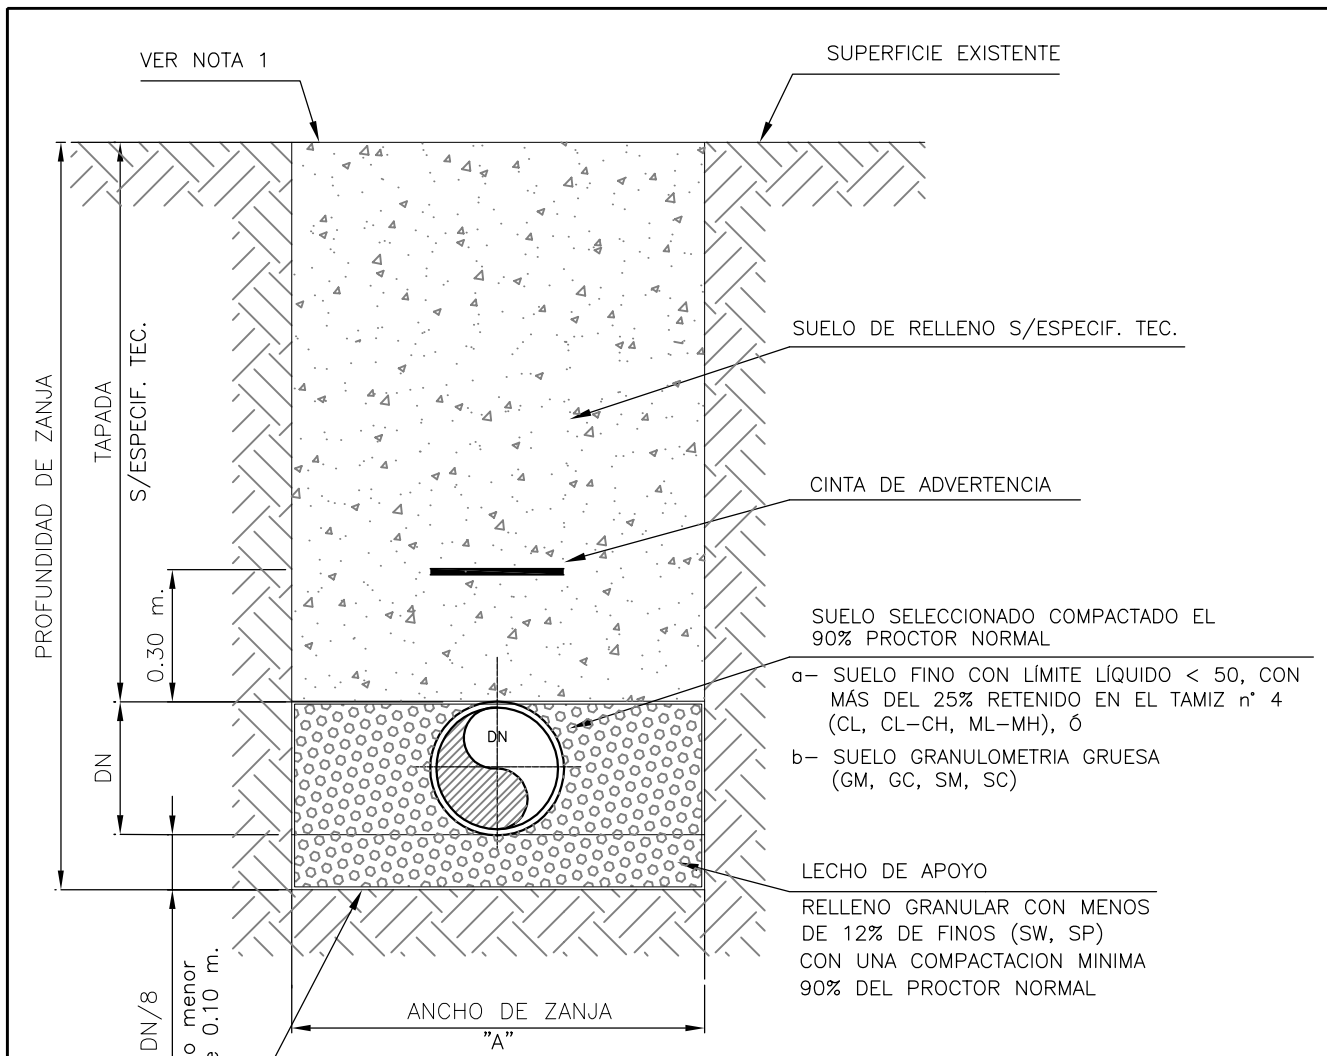 VER NOTA 1
SUPERFICIE EXISTENTE
PROFUNDIDAD DE ZANJA
TAPADA
S/ESPECIF. TEC.
SUELO DE RELLENO S/ESPECIF. TEC.
CINTA DE ADVERTENCIA
0.30 m.
SUELO SELECCIONADO COMPACTADO EL
90% PROCTOR NORMAL
a- SUELO FINO CON LÍMITE LÍQUIDO < 50, CON
MÁS DEL 25% RETENIDO EN EL TAMIZ n° 4
(CL, CL-CH, ML-MH), Ó
b- SUELO GRANULOMETRIA GRUESA
(GM, GC, SM, SC)
DN
DN
LECHO DE APOYO
RELLENO GRANULAR CON MENOS
DE 12% DE FINOS (SW, SP)
CON UNA COMPACTACION MINIMA
90% DEL PROCTOR NORMAL
DN/8
o menor
e 0.10 m.
ANCHO DE ZANJA
"A"